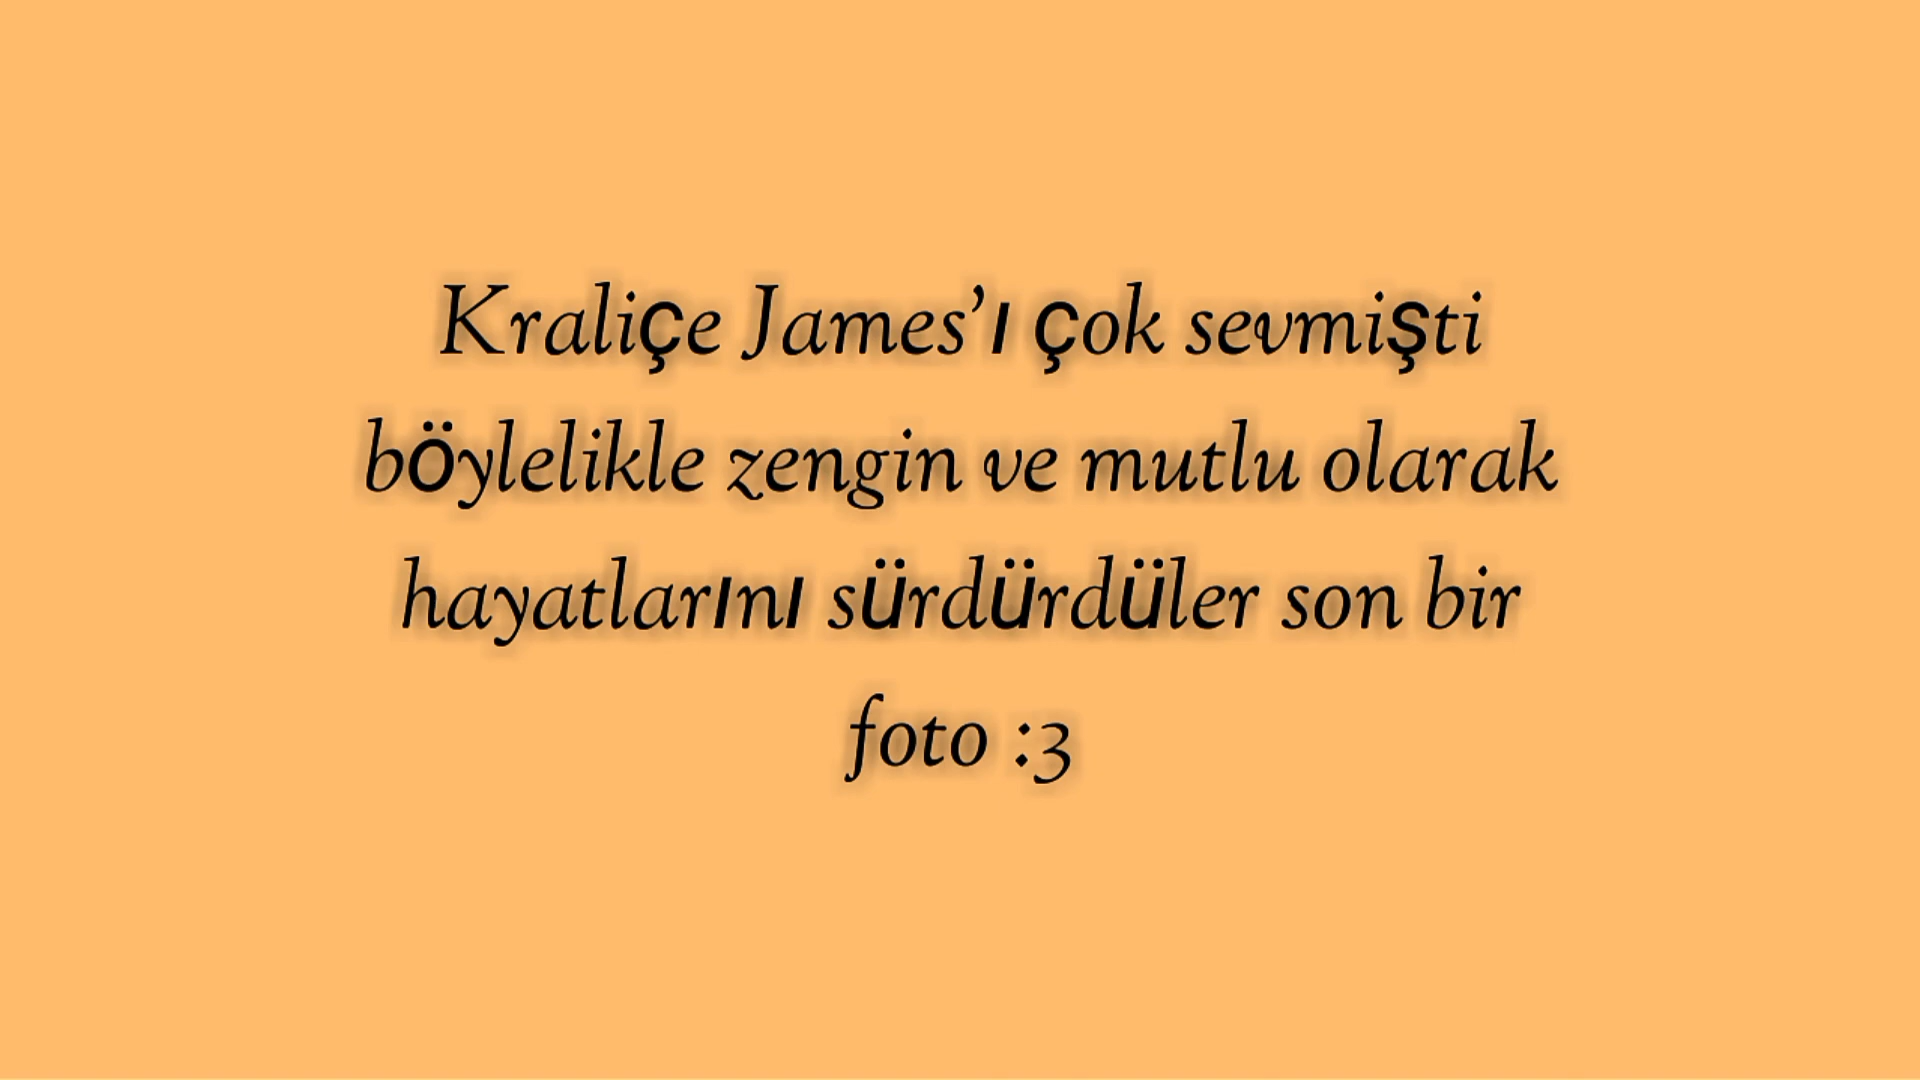 Kraliçe James’ı çok sevmişti
böylelikle zengin ve mutlu olarak
hayatlarını sürdürdüler son bir
foto :3